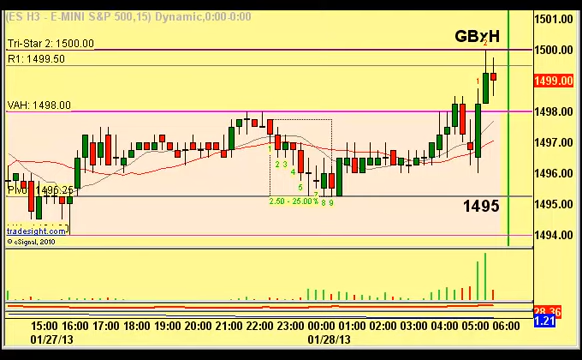 (ES H3 - E-MINI S&P 500,15) Dynamic,0:00-0:00
1501.00
GBxH
2
Tri-Star 2: 1500.00
1500.00
R1: 1499.50
1
1499.00
VAH: 1498.00
1498.00
1497.00
1
2 3
4
1496.00
5
7
Pivot: 1496.25
8 9
2.50 - 25.00 %
1495
1495.00
tradesight.com
1494.00
© eSignal, 2010
28.36
1.21
15:00 16:00 17:00 18:00 19:00 20:00 21:00 22:00 23:00 00:00 01:00 02:00 03:00 04:00 05:00 06:00
01/27/13 01/28/13